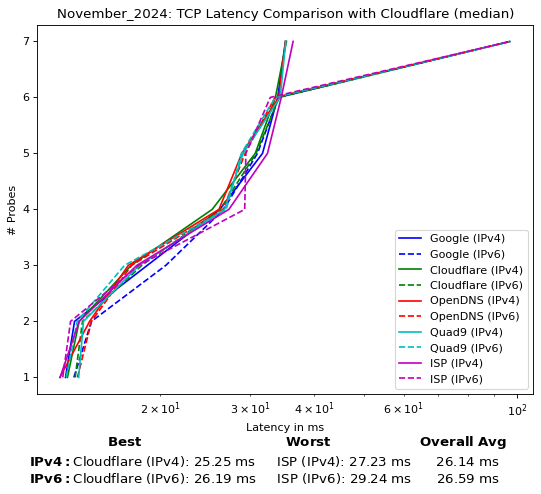 November_2024: TCP Latency Comparison with Cloudflare (median)
7
6
5
4
3
2
1
# Probes
Google (IPv4)
Google (IPv6)
Cloudflare (IPv4)
Cloudflare (IPv6)
OpenDNS (IPv4)
OpenDNS (IPv6)
Quad9 (IPv4)
Quad9 (IPv6)
ISP (IPv4)
ISP (IPv6)
2 × 10¹ 3 × 10¹ 4 × 10¹ 6 × 10¹ 10²
Latency in ms
Best Worst Overall Avg
IPv4: Cloudflare (IPv4): 25.25 ms ISP (IPv4): 27.23 ms 26.14 ms
IPv6: Cloudflare (IPv6): 26.19 ms ISP (IPv6): 29.24 ms 26.59 ms